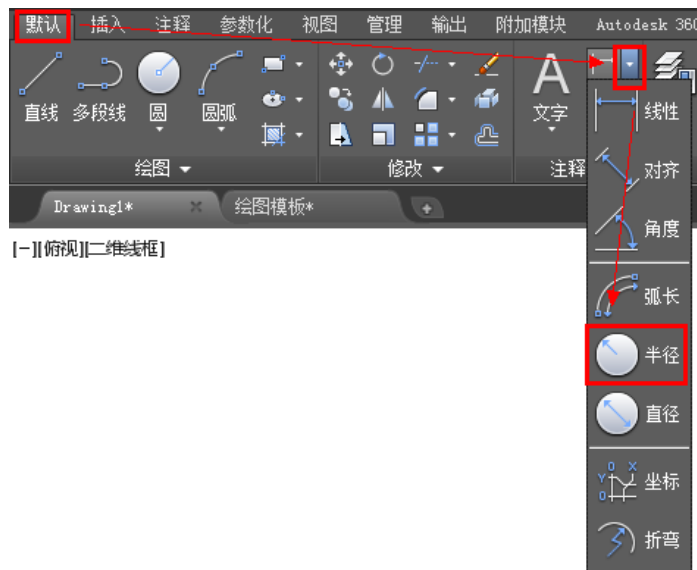 默认 插入 注释 参数化 视图 管理 输出 附加模块 Autodesk 360
直线 多段线 圆 圆弧 文字
绘图 修改 注释
Drawing1* 绘图模板*
[-][俯视][二维线框]
线性
对齐
角度
弧长
半径
直径
坐标
折弯